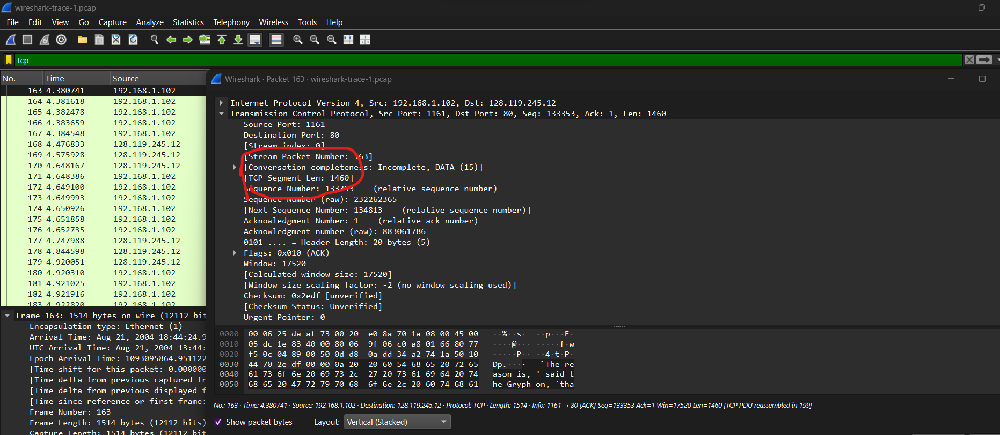 wireshark-trace-1.pcap
File Edit View Go Capture Analyze Statistics Telephony Wireless Tools Help
tcp
No. Time Source
163 4.380741 192.168.1.102
164 4.381618 192.168.1.102
165 4.382478 192.168.1.102
166 4.383659 192.168.1.102
167 4.384548 192.168.1.102
168 4.476833 128.119.245.12
169 4.575928 128.119.245.12
170 4.648167 128.119.245.12
171 4.648386 192.168.1.102
172 4.649100 192.168.1.102
173 4.649993 192.168.1.102
174 4.650926 192.168.1.102
175 4.651858 192.168.1.102
176 4.652735 192.168.1.102
177 4.747988 128.119.245.12
178 4.844598 128.119.245.12
179 4.920051 128.119.245.12
180 4.920310 192.168.1.102
181 4.921025 192.168.1.102
182 4.921916 192.168.1.102
183 4.922820 192.168.1.102
Frame 163: 1514 bytes on wire (12112 bit
Encapsulation type: Ethernet (1)
Arrival Time: Aug 21, 2004 18:44:24.9
UTC Arrival Time: Aug 21, 2004 13:44:
Epoch Arrival Time: 1093095864.951122
[Time shift for this packet: 0.000000
[Time delta from previous captured fr
[Time delta from previous displayed f
[Time since reference or first frame:
Frame Number: 163
Frame Length: 1514 bytes (12112 bits)
Capture Length: 1514 bytes (12112 bit
Wireshark · Packet 163 · wireshark-trace-1.pcap
Internet Protocol Version 4, Src: 192.168.1.102, Dst: 128.119.245.12
Transmission Control Protocol, Src Port: 1161, Dst Port: 80, Seq: 133353, Ack: 1, Len: 1460
Source Port: 1161
Destination Port: 80
[Stream index: 0]
[Stream Packet Number: 163]
[Conversation completeness: Incomplete, DATA (15)]
[TCP Segment Len: 1460]
Sequence Number: 133353 (relative sequence number)
Sequence Number (raw): 232262365
[Next Sequence Number: 134813 (relative sequence number)]
Acknowledgment Number: 1 (relative ack number)
Acknowledgment number (raw): 883061786
0101 .... = Header Length: 20 bytes (5)
Flags: 0x010 (ACK)
Window: 17520
[Calculated window size: 17520]
[Window size scaling factor: -2 (no window scaling used)]
Checksum: 0x2edf [unverified]
[Checksum Status: Unverified]
Urgent Pointer: 0
0000 00 06 25 da af 73 00 20 e0 8a 70 1a 08 00 45 00 ··%··s· ··p···E·
0010 05 dc 1e 83 40 00 80 06 9f 06 c0 a8 01 66 80 77 ····@··· ·····f·w
0020 f5 0c 04 89 00 50 0d d8 0a dd 34 a2 74 1a 50 10 ·····P·· ··4·t·P·
0030 44 70 2e df 00 00 0a 20 20 60 54 68 65 20 72 65 Dp.···· `The re
0040 61 73 6f 6e 20 69 73 2c 27 20 73 61 69 64 20 74 ason is, ' said t
0050 68 65 20 47 72 79 70 68 6f 6e 2c 20 60 74 68 61 he Gryph on, `tha
No.: 163 · Time: 4.380741 · Source: 192.168.1.102 · Destination: 128.119.245.12 · Protocol: TCP · Length: 1514 · Info: 1161 → 80 [ACK] Seq=133353 Ack=1 Win=17520 Len=1460 [TCP PDU reassembled in 199]
Show packet bytes Layout: Vertical (Stacked)